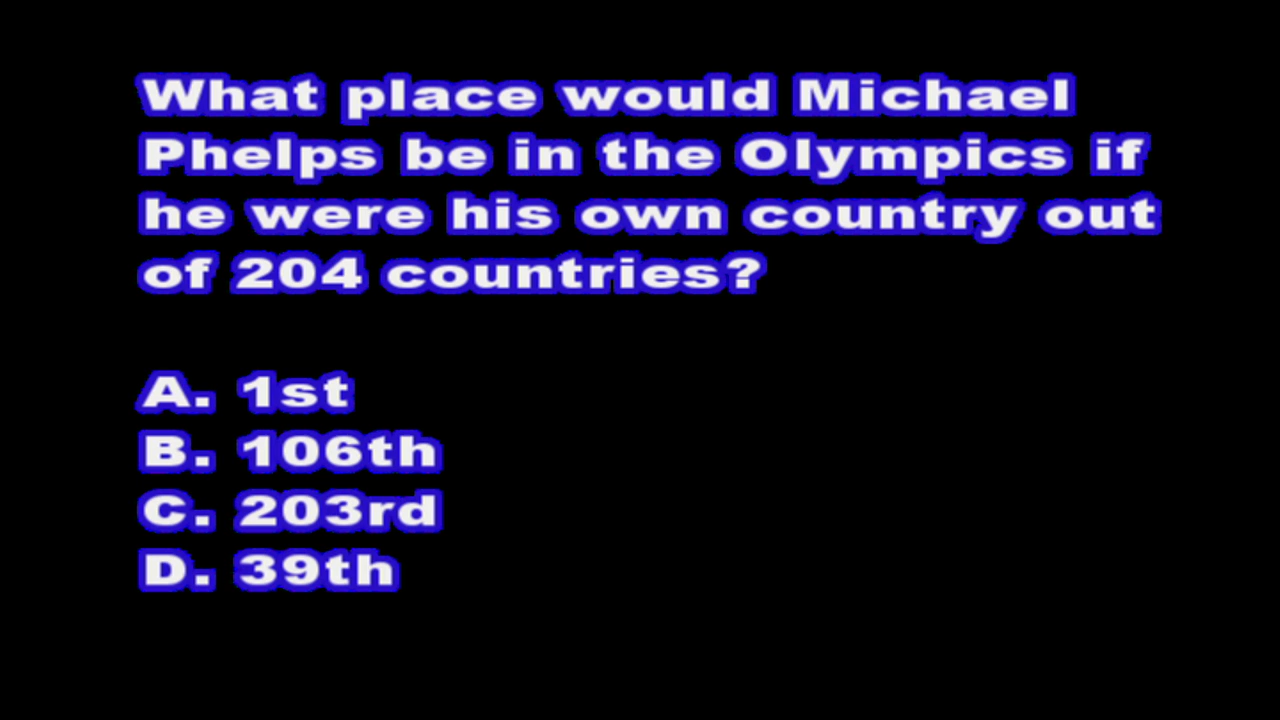 What place would Michael
Phelps be in the Olympics if
he were his own country out
of 204 countries?
A. 1st
B. 106th
C. 203rd
D. 39th